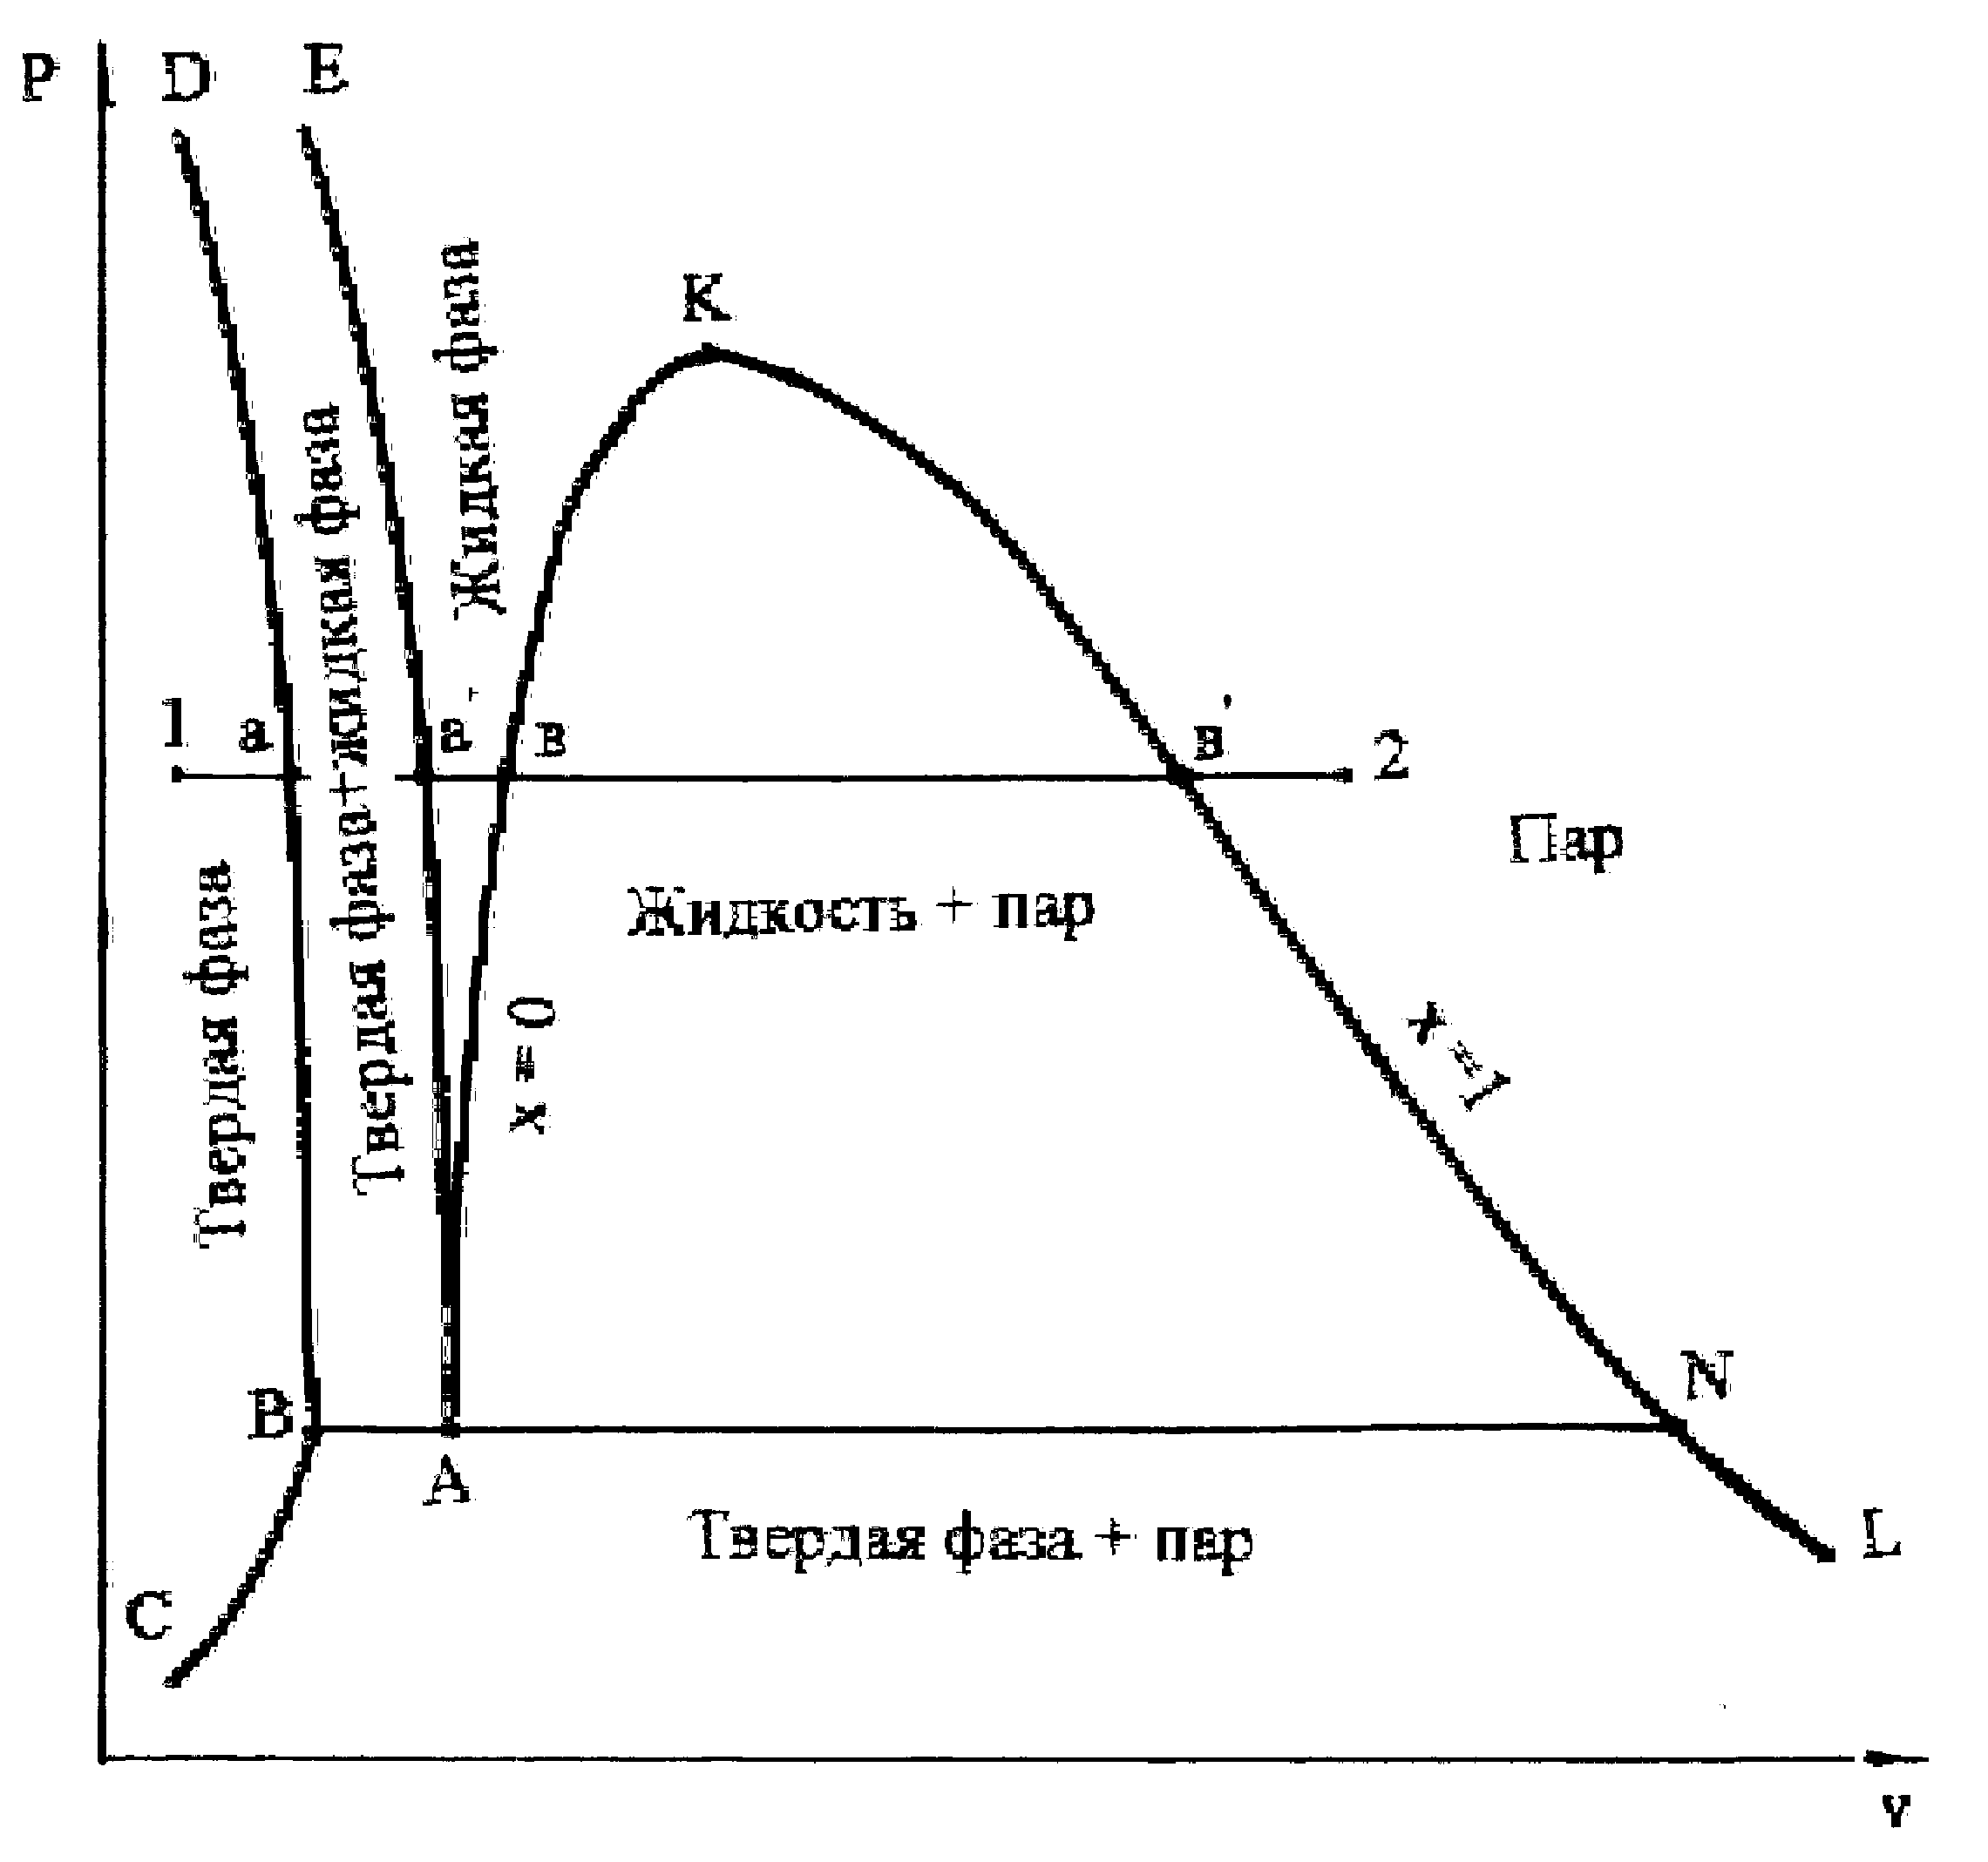 P
D
E
K
Жидкая фаза
Твердая фаза+жидкая фаза
1
а
а'
в
в'
2
Пар
Твердая фаза
Жидкость + пар
x = 0
x = 1
B
A
N
Твердая фаза + пар
L
C
v